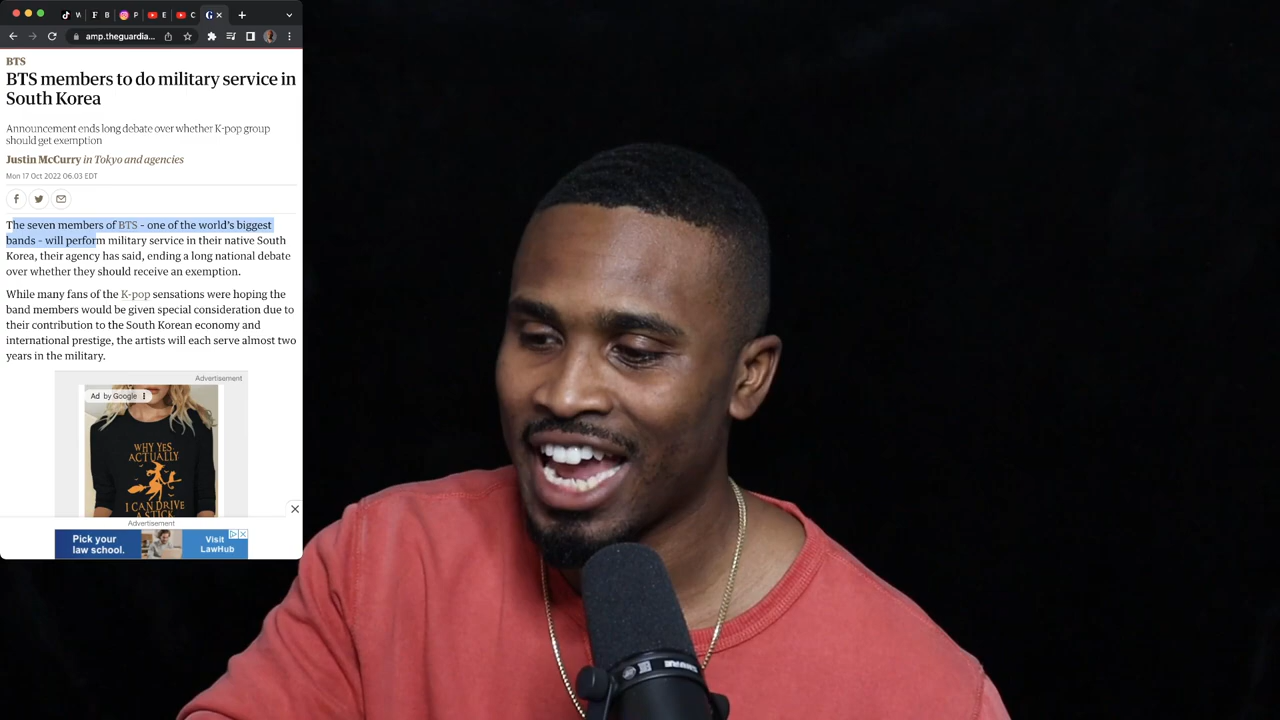 W
F
B
P
E
C
G
amp.theguardia...
BTS
BTS members to do military service in
South Korea
Announcement ends long debate over whether K-pop group
should get exemption
Justin McCurry in Tokyo and agencies
Mon 17 Oct 2022 06.03 EDT
The seven members of BTS – one of the world's biggest
bands – will perform military service in their native South
Korea, their agency has said, ending a long national debate
over whether they should receive an exemption.
While many fans of the K-pop sensations were hoping the
band members would be given special consideration due to
their contribution to the South Korean economy and
international prestige, the artists will each serve almost two
years in the military.
Advertisement
Ad by Google
WHY YES,
ACTUALLY
I CAN DRIVE
A STICK
Advertisement
Pick your
law school.
Visit
LawHub